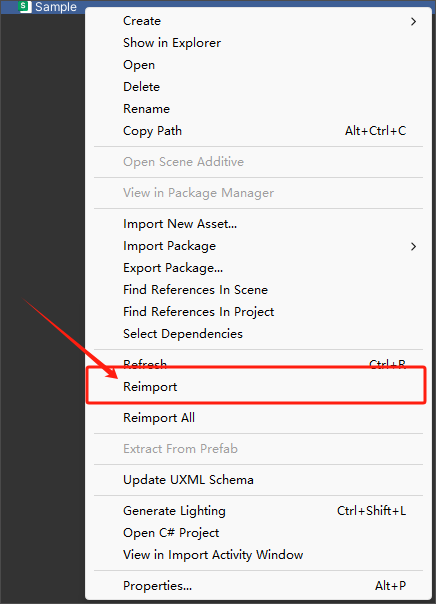 Sample
Create
Show in Explorer
Open
Delete
Rename
Copy Path Alt+Ctrl+C
Open Scene Additive
View in Package Manager
Import New Asset...
Import Package
Export Package...
Find References In Scene
Find References In Project
Select Dependencies
Refresh Ctrl+R
Reimport
Reimport All
Extract From Prefab
Update UXML Schema
Generate Lighting Ctrl+Shift+L
Open C# Project
View in Import Activity Window
Properties... Alt+P